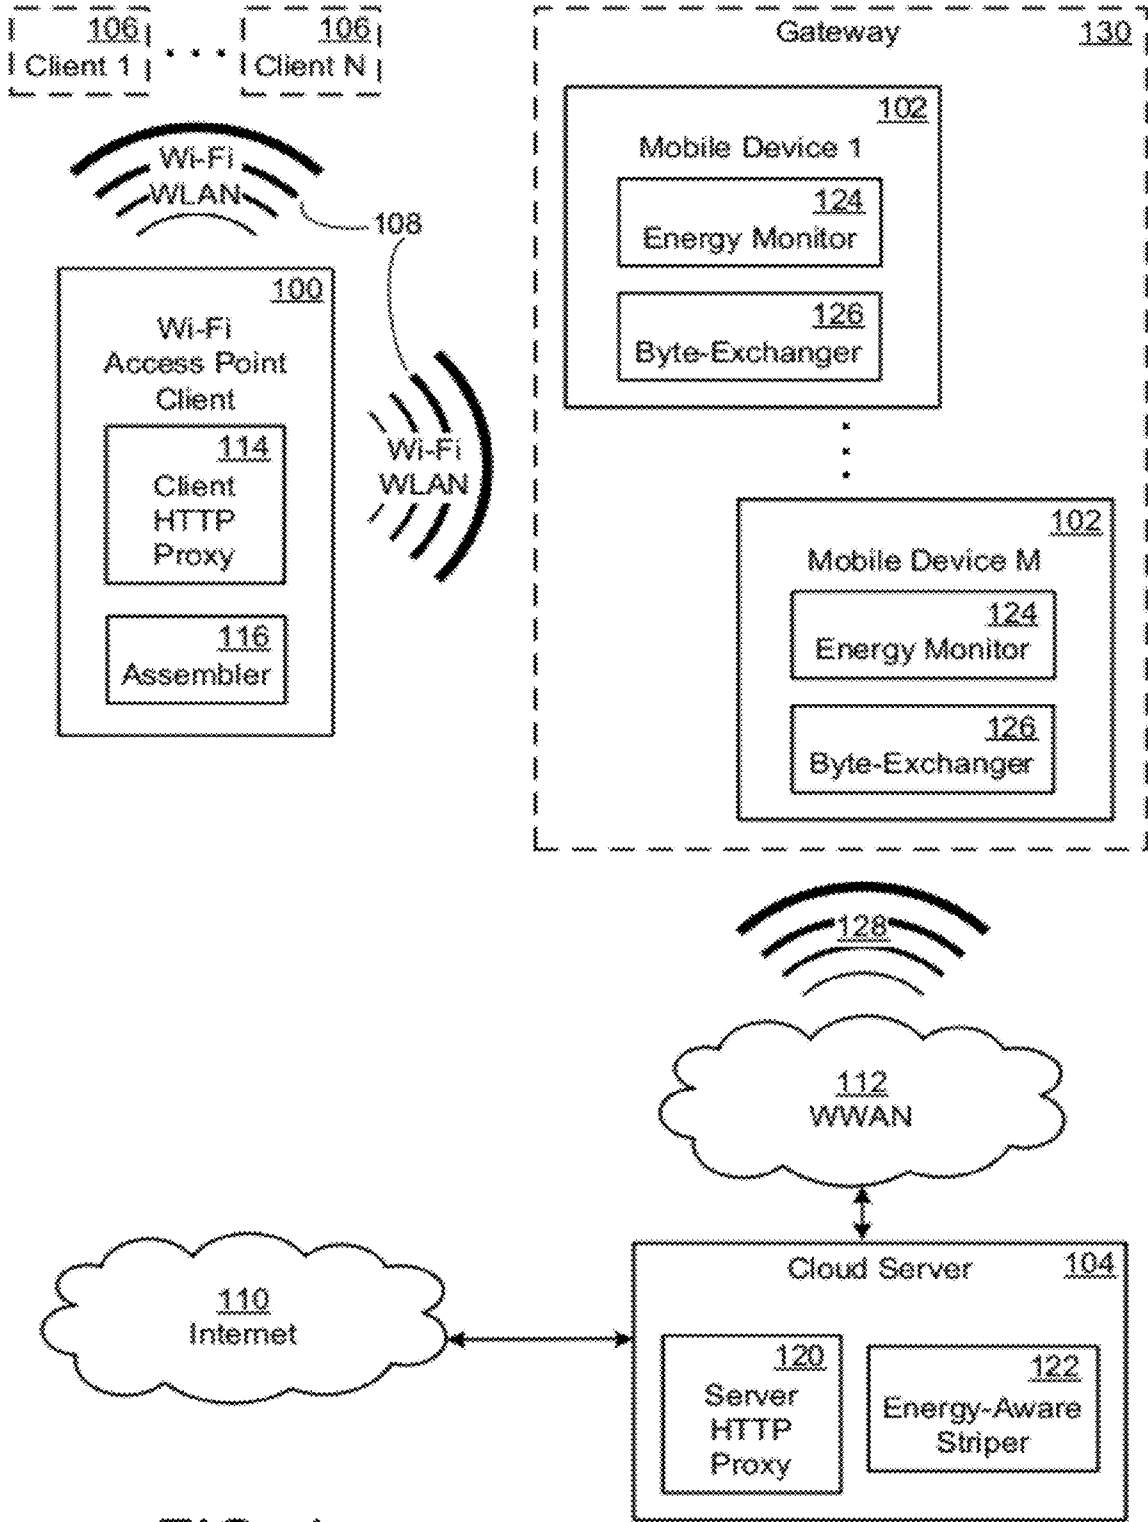 106
Client 1
106
Client N
Wi-Fi
WLAN
108
100
Wi-Fi
Access Point
Client
114
Client
HTTP
Proxy
116
Assembler
Wi-Fi
WLAN
Gateway
130
102
Mobile Device 1
124
Energy Monitor
126
Byte-Exchanger
102
Mobile Device M
124
Energy Monitor
126
Byte-Exchanger
128
112
WWAN
110
Internet
Cloud Server
104
120
Server
HTTP
Proxy
122
Energy-Aware
Striper